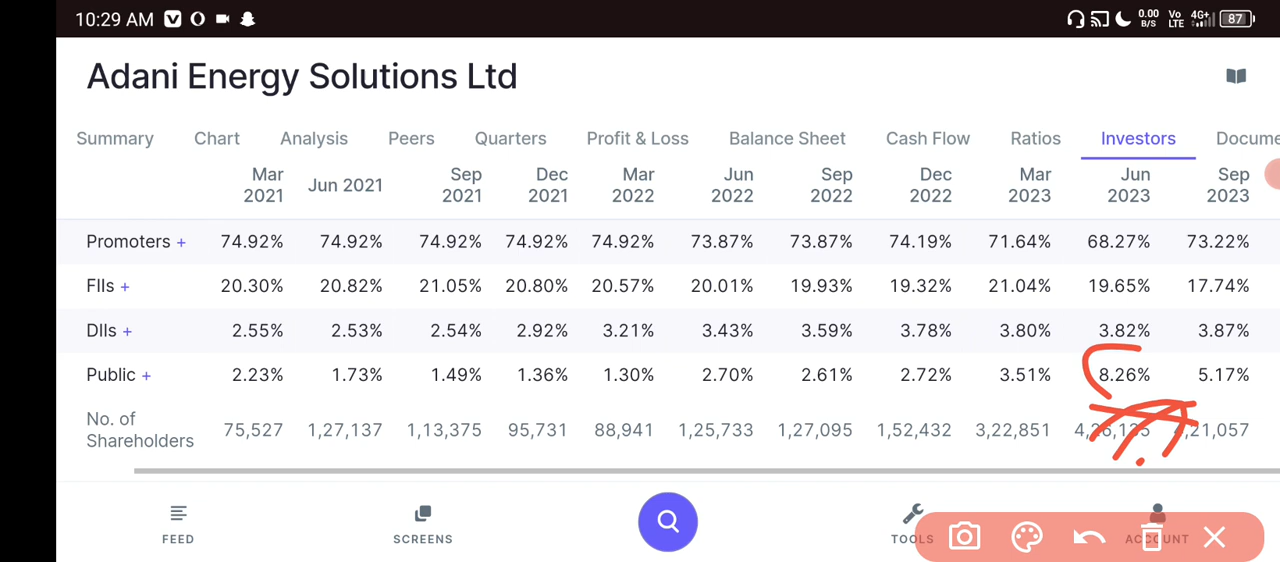 10:29 AM 0.00 B/S Vo LTE 4G+ 87
Adani Energy Solutions Ltd
Summary Chart Analysis Peers Quarters Profit & Loss Balance Sheet Cash Flow Ratios Investors Docume
Mar 2021 Jun 2021 Sep 2021 Dec 2021 Mar 2022 Jun 2022 Sep 2022 Dec 2022 Mar 2023 Jun 2023 Sep 2023
Promoters + 74.92% 74.92% 74.92% 74.92% 74.92% 73.87% 73.87% 74.19% 71.64% 68.27% 73.22%
FIIs + 20.30% 20.82% 21.05% 20.80% 20.57% 20.01% 19.93% 19.32% 21.04% 19.65% 17.74%
DIIs + 2.55% 2.53% 2.54% 2.92% 3.21% 3.43% 3.59% 3.78% 3.80% 3.82% 3.87%
Public + 2.23% 1.73% 1.49% 1.36% 1.30% 2.70% 2.61% 2.72% 3.51% 8.26% 5.17%
No. of Shareholders 75,527 1,27,137 1,13,375 95,731 88,941 1,25,733 1,27,095 1,52,432 3,22,851
FEED SCREENS TOOLS ACCOUNT